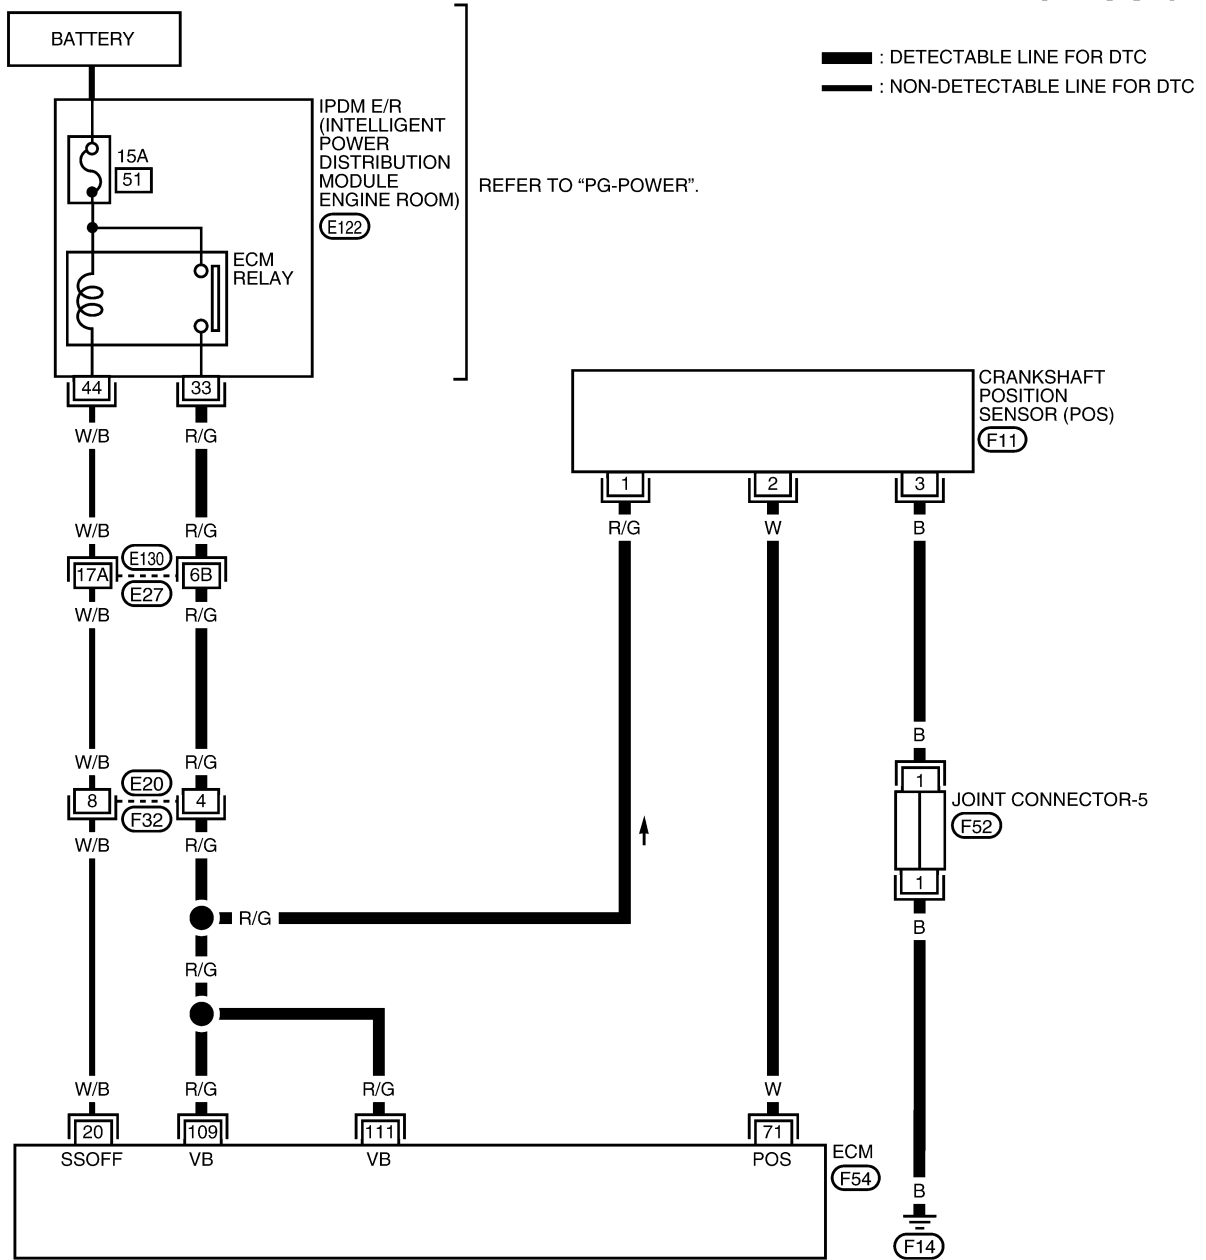 BATTERY
: DETECTABLE LINE FOR DTC
: NON-DETECTABLE LINE FOR DTC
IPDM E/R
(INTELLIGENT
POWER
DISTRIBUTION
MODULE
ENGINE ROOM)
E122
15A
51
REFER TO “PG-POWER”.
ECM
RELAY
44
33
W/B
R/G
CRANKSHAFT
POSITION
SENSOR (POS)
F11
1
2
3
R/G
W
B
W/B
R/G
E130
17A
6B
E27
W/B
R/G
B
W/B
R/G
E20
8
4
F32
1
JOINT CONNECTOR-5
F52
W/B
R/G
1
R/G
B
R/G
W/B
R/G
R/G
W
20
109
111
71
SSOFF
VB
VB
POS
ECM
F54
B
F14